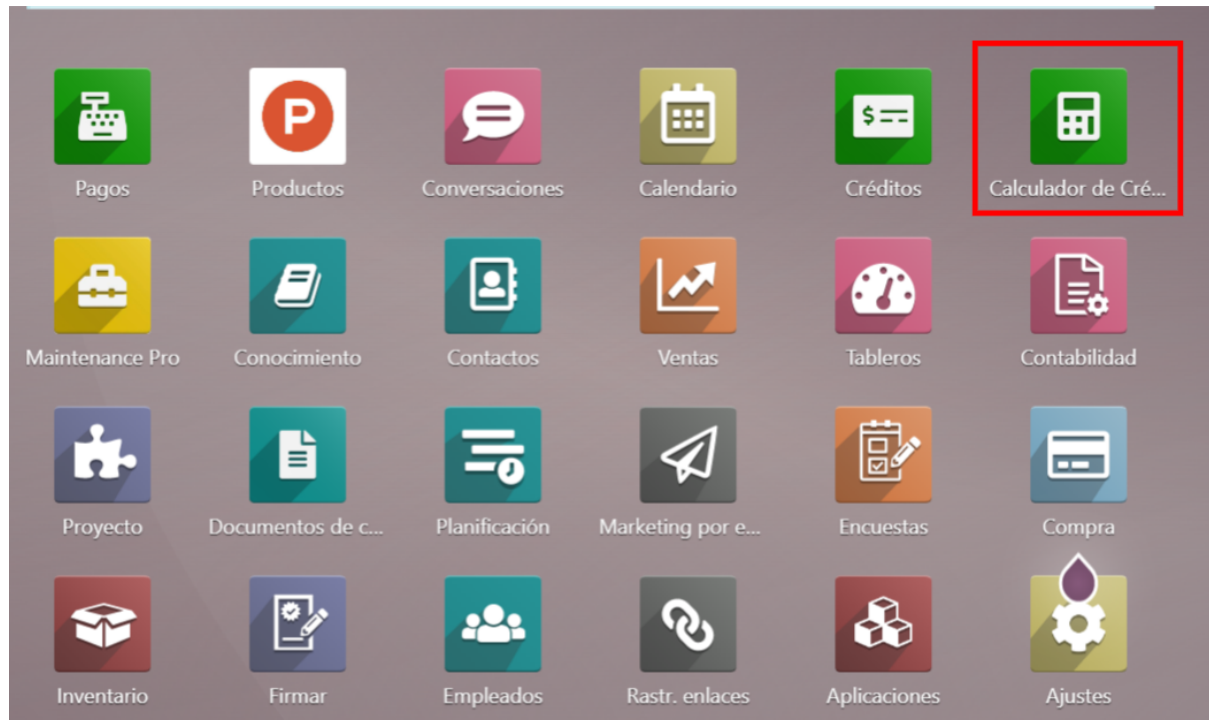 Pagos
Productos
Conversaciones
Calendario
Créditos
Calculador de Cré...
Maintenance Pro
Conocimiento
Contactos
Ventas
Tableros
Contabilidad
Proyecto
Documentos de c...
Planificación
Marketing por e...
Encuestas
Compra
Inventario
Firmar
Empleados
Rastr. enlaces
Aplicaciones
Ajustes